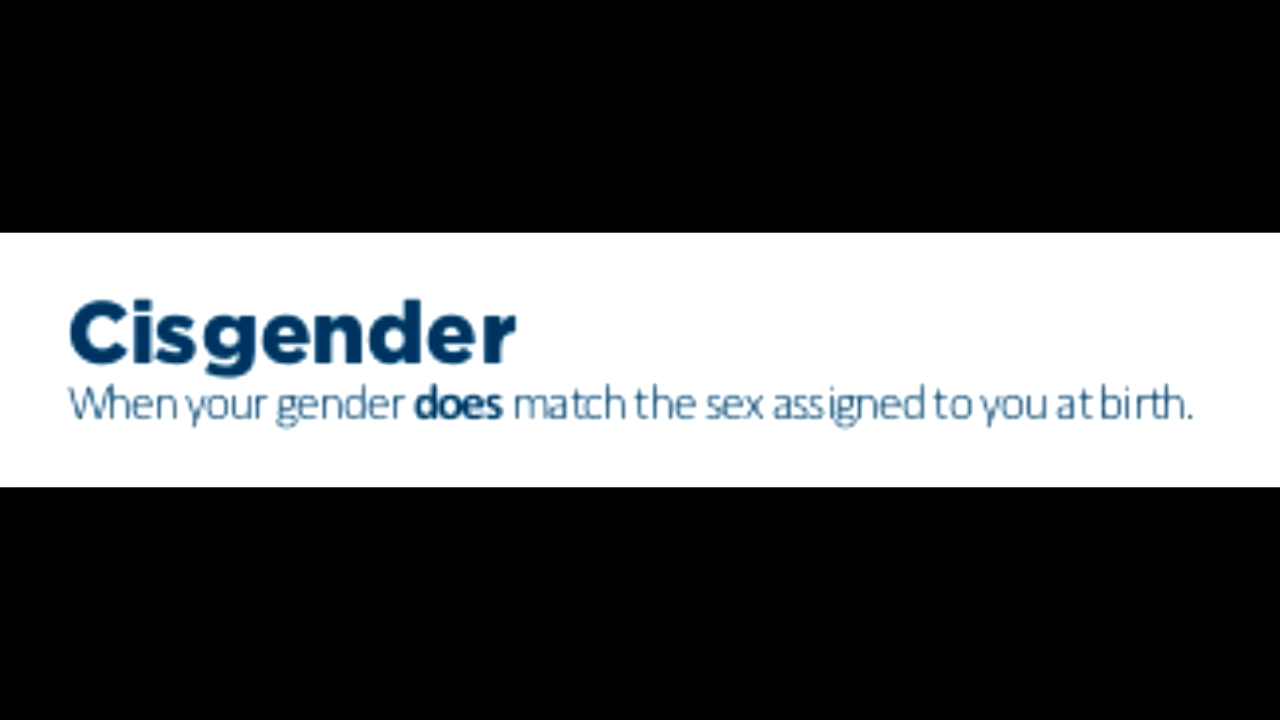 Cisgender
When your gender does match the sex assigned to you at birth.